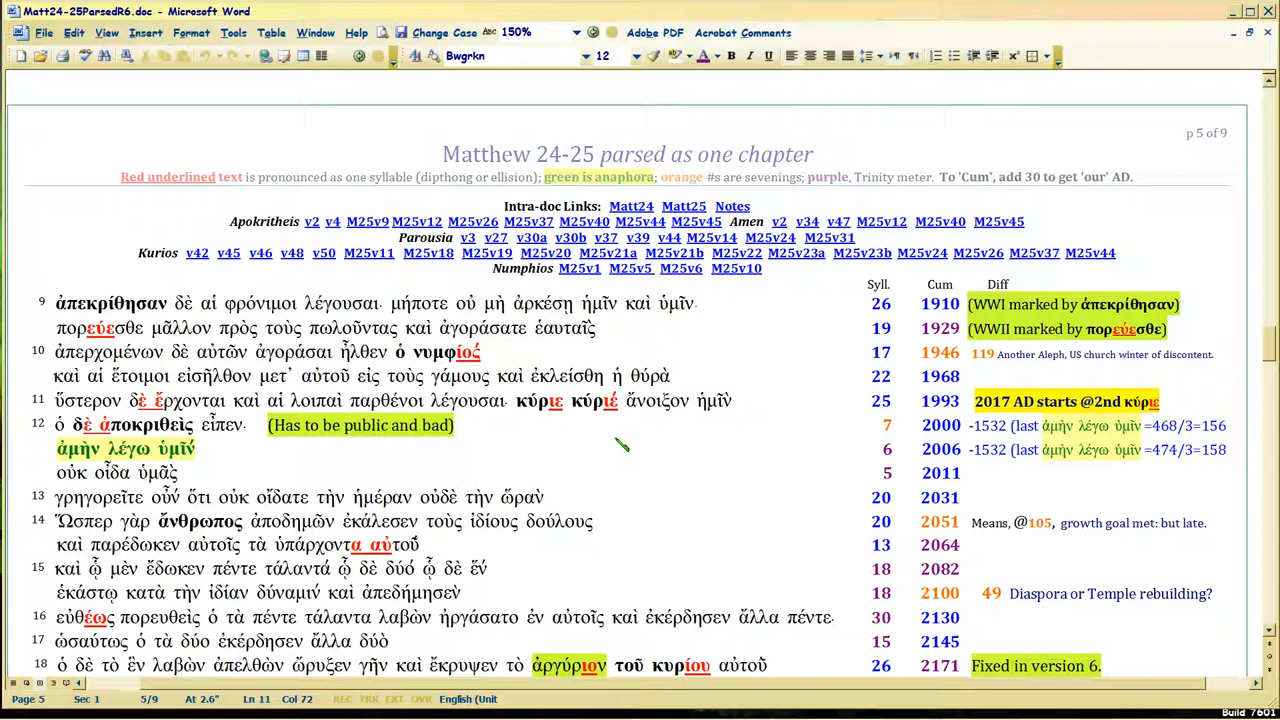 Matt24-25ParsedR6.doc - Microsoft Word
File Edit View Insert Format Tools Table Window Help Change Case ABC 150% Adobe PDF Acrobat Comments
Bwgrkn 12 B I U
p 5 of 9
Matthew 24-25 parsed as one chapter
Red underlined text is pronounced as one syllable (dipthong or ellision); green is anaphora; orange #s are sevenings; purple, Trinity meter. To 'Cum', add 30 to get 'our' AD.
Intra-doc Links: Matt24 Matt25 Notes
Apokritheis v2 v4 M25v9 M25v12 M25v26 M25v37 M25v40 M25v44 M25v45 Amen v2 v34 v47 M25v12 M25v40 M25v45
Parousia v3 v27 v30a v30b v37 v39 v44 M25v14 M25v24 M25v31
Kurios v42 v45 v46 v48 v50 M25v11 M25v18 M25v19 M25v20 M25v21a M25v21b M25v22 M25v23a M25v23b M25v24 M25v26 M25v37 M25v44
Numphios M25v1 M25v5 M25v6 M25v10
Syll. Cum Diff
9 ἀπεκρίθησαν δὲ αἱ φρόνιμοι λέγουσαι· μήποτε οὐ μὴ ἀρκέσῃ ἡμῖν καὶ ὑμῖν· 26 1910 (WWI marked by ἀπεκρίθησαν)
πορεύεσθε μᾶλλον πρὸς τοὺς πωλοῦντας καὶ ἀγοράσατε ἑαυταῖς 19 1929 (WWII marked by πορεύεσθε)
10 ἀπερχομένων δὲ αὐτῶν ἀγοράσαι ἦλθεν ὁ νυμφίος 17 1946 119 Another Aleph, US church winter of discontent.
καὶ αἱ ἕτοιμοι εἰσῆλθον μετ᾽ αὐτοῦ εἰς τοὺς γάμους καὶ ἐκλείσθη ἡ θύρὰ 22 1968
11 ὕστερον δὲ ἔρχονται καὶ αἱ λοιπαὶ παρθένοι λέγουσαι· κύριε κύριέ ἄνοιξον ἡμῖν 25 1993 2017 AD starts @2nd κύριε
12 ὁ δὲ ἀποκριθεὶς εἶπεν· (Has to be public and bad) 7 2000 -1532 (last ἀμὴν λέγω ὑμῖν =468/3=156
ἀμὴν λέγω ὑμῖν 6 2006 -1532 (last ἀμὴν λέγω ὑμῖν =474/3=158
οὐκ οἶδα ὑμᾶς 5 2011
13 γρηγορεῖτε οὖν ὅτι οὐκ οἴδατε τὴν ἡμέραν οὐδὲ τὴν ὥραν 20 2031
14 Ὥσπερ γὰρ ἄνθρωπος ἀποδημῶν ἐκάλεσεν τοὺς ἰδίους δούλους 20 2051 Means, @105, growth goal met: but late.
καὶ παρέδωκεν αὐτοῖς τὰ ὑπάρχοντα αὐτοῦ 13 2064
15 καὶ ᾧ μὲν ἔδωκεν πέντε τάλαντά ᾧ δὲ δύό ᾧ δὲ ἕν 18 2082
ἑκάστῳ κατὰ τὴν ἰδίαν δύναμιν καὶ ἀπεδήμησεν 18 2100 49 Diaspora or Temple rebuilding?
16 εὐθέως πορευθεὶς ὁ τὰ πέντε τάλαντα λαβὼν ἠργάσατο ἐν αὐτοῖς καὶ ἐκέρδησεν ἄλλα πέντε· 30 2130
17 ὡσαύτως ὁ τὰ δύο ἐκέρδησεν ἄλλα δύὸ 15 2145
18 ὁ δὲ τὸ ἓν λαβὼν ἀπελθὼν ὤρυξεν γῆν καὶ ἔκρυψεν τὸ ἀργύριον τοῦ κυρίου αὐτοῦ 26 2171 Fixed in version 6.
Page 5 Sec 1 5/9 At 2.6" Ln 11 Col 72 REC TRK EXT OVR English (Unit
Build 7601